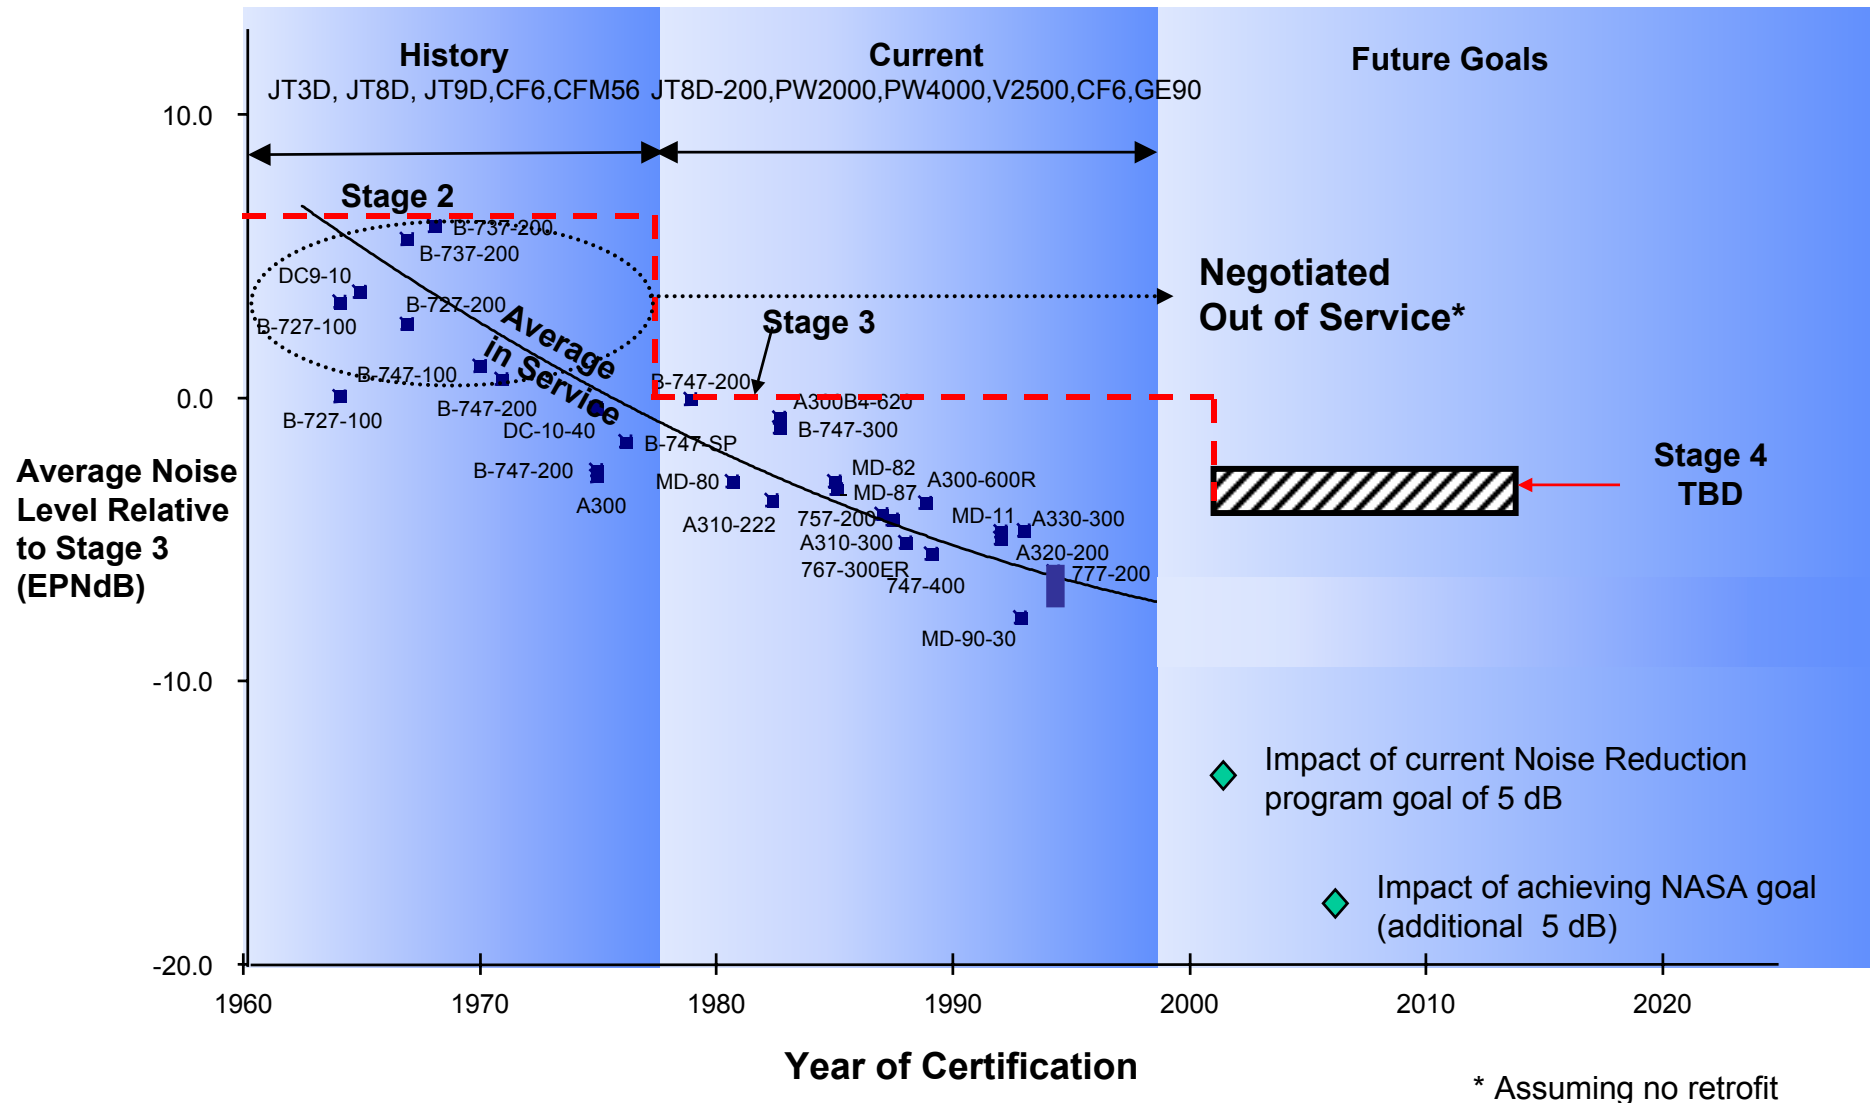 History
Current
Future Goals
JT3D, JT8D, JT9D,CF6,CFM56
JT8D-200,PW2000,PW4000,V2500,CF6,GE90
10.0
Stage 2
B-737-200
B-737-200
DC9-10
B-727-200
B-727-100
Average
in Service
Negotiated
Out of Service*
Stage 3
B-747-100
B-747-200
0.0
A300B4-620
B-747-200
B-727-100
DC-10-40
B-747-300
B-747-SP
Average Noise
Level Relative
to Stage 3
(EPNdB)
B-747-200
A300
MD-80
MD-82
MD-87
A300-600R
A310-222
757-200
MD-11
A330-300
A310-300
A320-200
767-300ER
747-400
777-200
MD-90-30
Stage 4
TBD
-10.0
Impact of current Noise Reduction
program goal of 5 dB
Impact of achieving NASA goal
(additional 5 dB)
-20.0
1960
1970
1980
1990
2000
2010
2020
Year of Certification
* Assuming no retrofit